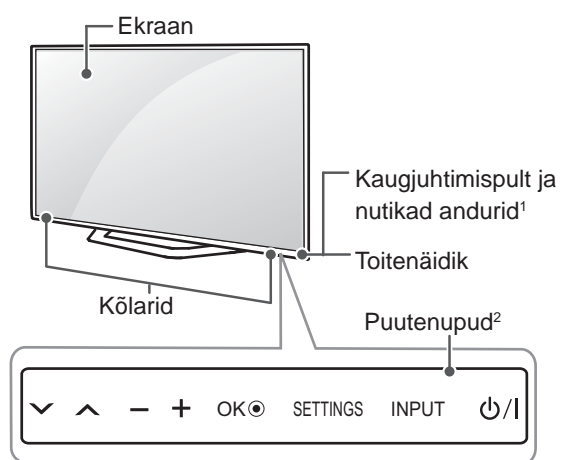 Ekraan
Kaugjuhtimispult ja
nutikad andurid¹
Toitenäidik
Kõlarid
Puutenupud²
OK◉ SETTINGS INPUT ⏻/I